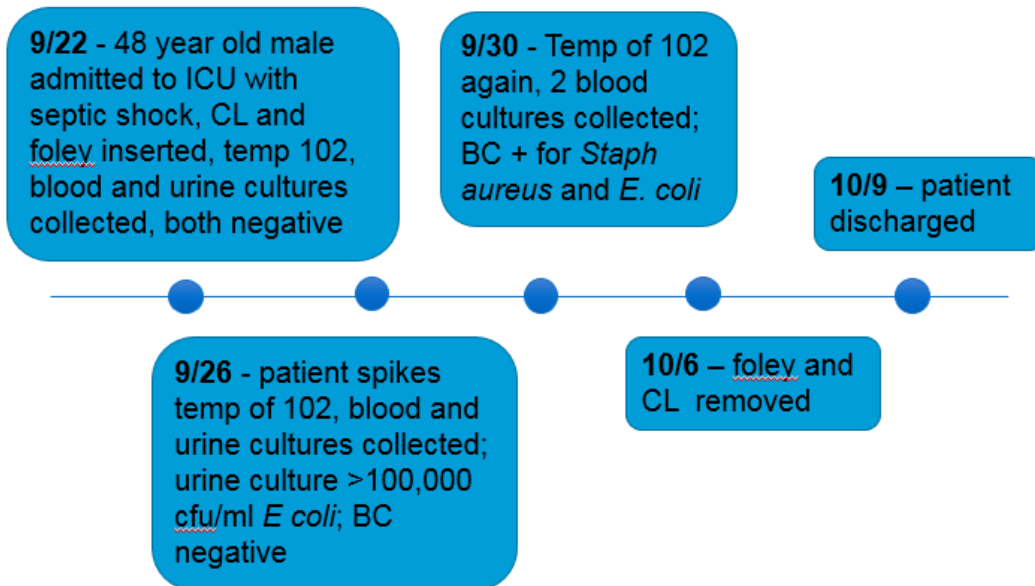 9/22 - 48 year old male
admitted to ICU with
septic shock, CL and
foley inserted, temp 102,
blood and urine cultures
collected, both negative
9/26 - patient spikes
temp of 102, blood and
urine cultures collected;
urine culture >100,000
cfu/ml E coli; BC
negative
9/30 - Temp of 102
again, 2 blood
cultures collected;
BC + for Staph
aureus and E. coli
10/6 – foley and
CL  removed
10/9 – patient
discharged